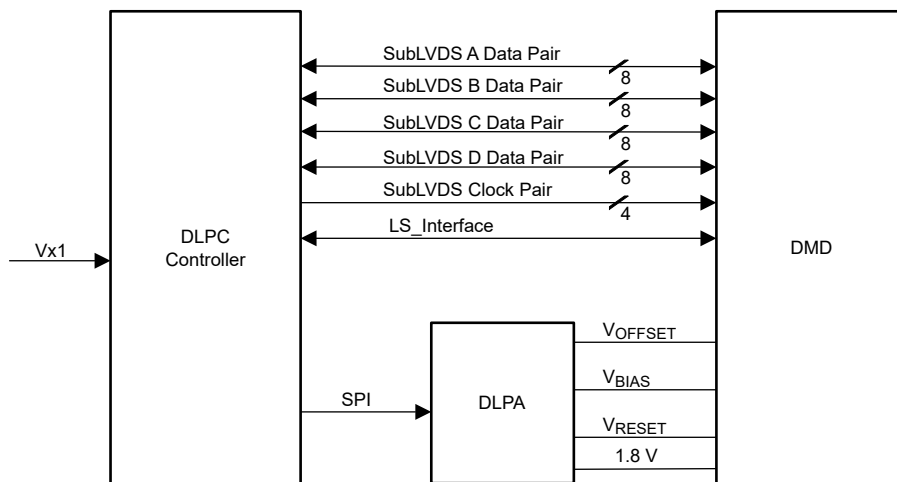 SubLVDS A Data Pair
8
SubLVDS B Data Pair
8
SubLVDS C Data Pair
8
SubLVDS D Data Pair
8
SubLVDS Clock Pair
4
LS_Interface
Vx1
DLPC
Controller
DMD
VOFFSET
VBIAS
SPI
DLPA
VRESET
1.8 V